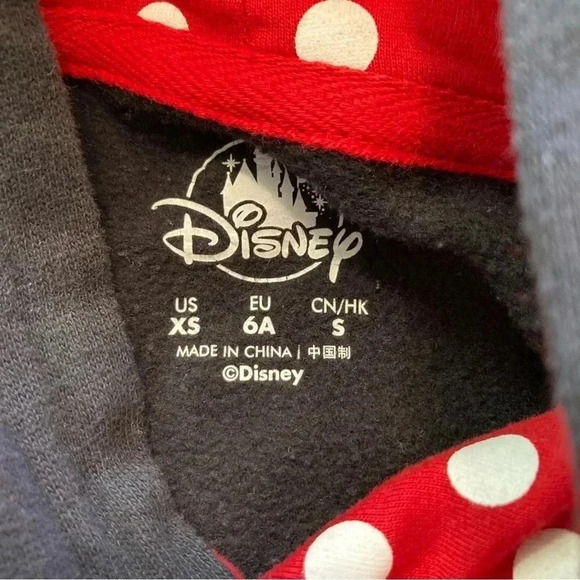 Disney
US EU CN/HK
XS 6A S
MADE IN CHINA | 中国制
©Disney